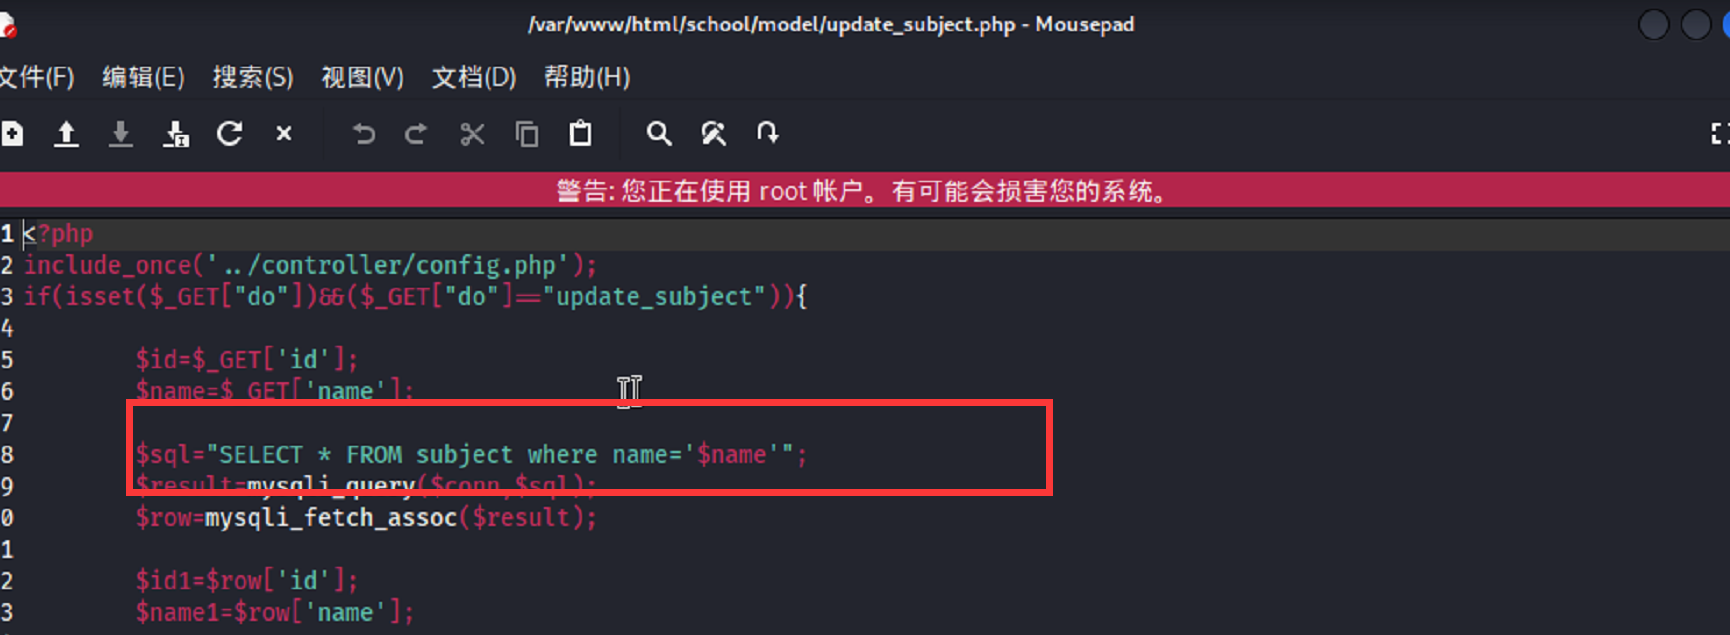 /var/www/html/school/model/update_subject.php - Mousepad
文件(F) 编辑(E) 搜索(S) 视图(V) 文档(D) 帮助(H)
警告: 您正在使用 root 帐户。有可能会损害您的系统。
1 <?php
2 include_once('../controller/config.php');
3 if(isset($_GET["do"])&&($_GET["do"]=="update_subject")){
4
5 $id=$_GET['id'];
6 $name=$_GET['name'];
7
8 $sql="SELECT * FROM subject where name='$name'";
9 $result=mysqli_query($conn,$sql);
0 $row=mysqli_fetch_assoc($result);
1
2 $id1=$row['id'];
3 $name1=$row['name'];